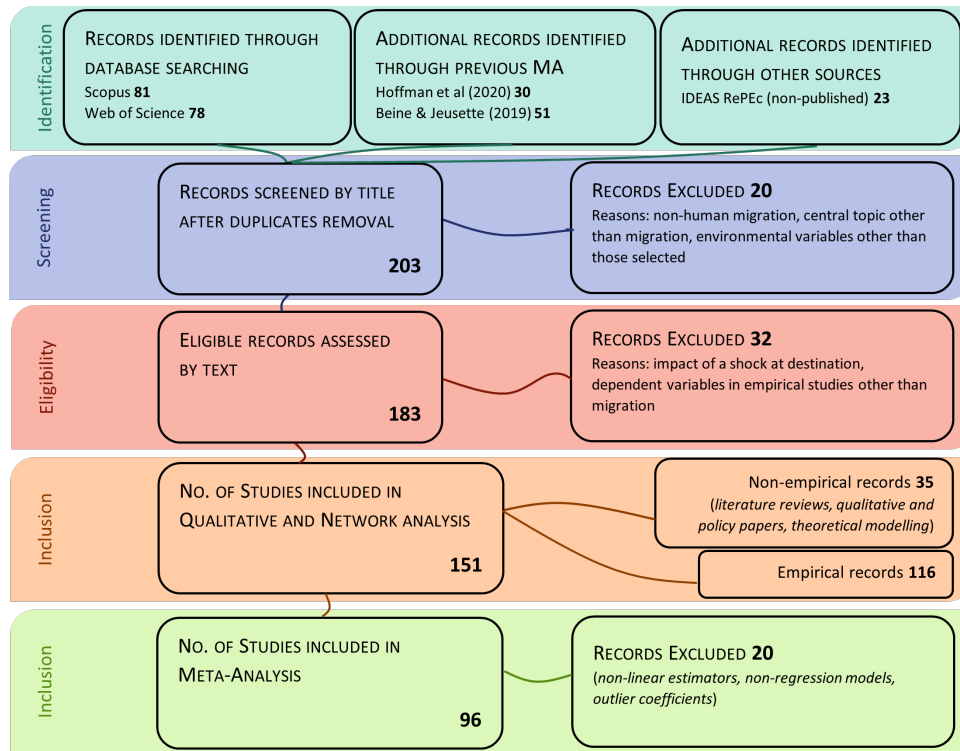 Identification
RECORDS IDENTIFIED THROUGH
DATABASE SEARCHING
Scopus 81
Web of Science 78
ADDITIONAL RECORDS IDENTIFIED
THROUGH PREVIOUS MA
Hoffman et al (2020) 30
Beine & Jeusette (2019) 51
ADDITIONAL RECORDS IDENTIFIED
THROUGH OTHER SOURCES
IDEAS RePEc (non-published) 23
Screening
RECORDS SCREENED BY TITLE
AFTER DUPLICATES REMOVAL
203
RECORDS EXCLUDED 20
Reasons: non-human migration, central topic other
than migration, environmental variables other than
those selected
Eligibility
ELIGIBLE RECORDS ASSESSED
BY TEXT
183
RECORDS EXCLUDED 32
Reasons: impact of a shock at destination,
dependent variables in empirical studies other than
migration
Inclusion
NO. OF STUDIES INCLUDED IN
QUALITATIVE AND NETWORK ANALYSIS
151
Non-empirical records 35
(literature reviews, qualitative and
policy papers, theoretical modelling)
Empirical records 116
Inclusion
NO. OF STUDIES INCLUDED IN
META-ANALYSIS
96
RECORDS EXCLUDED 20
(non-linear estimators, non-regression models,
outlier coefficients)